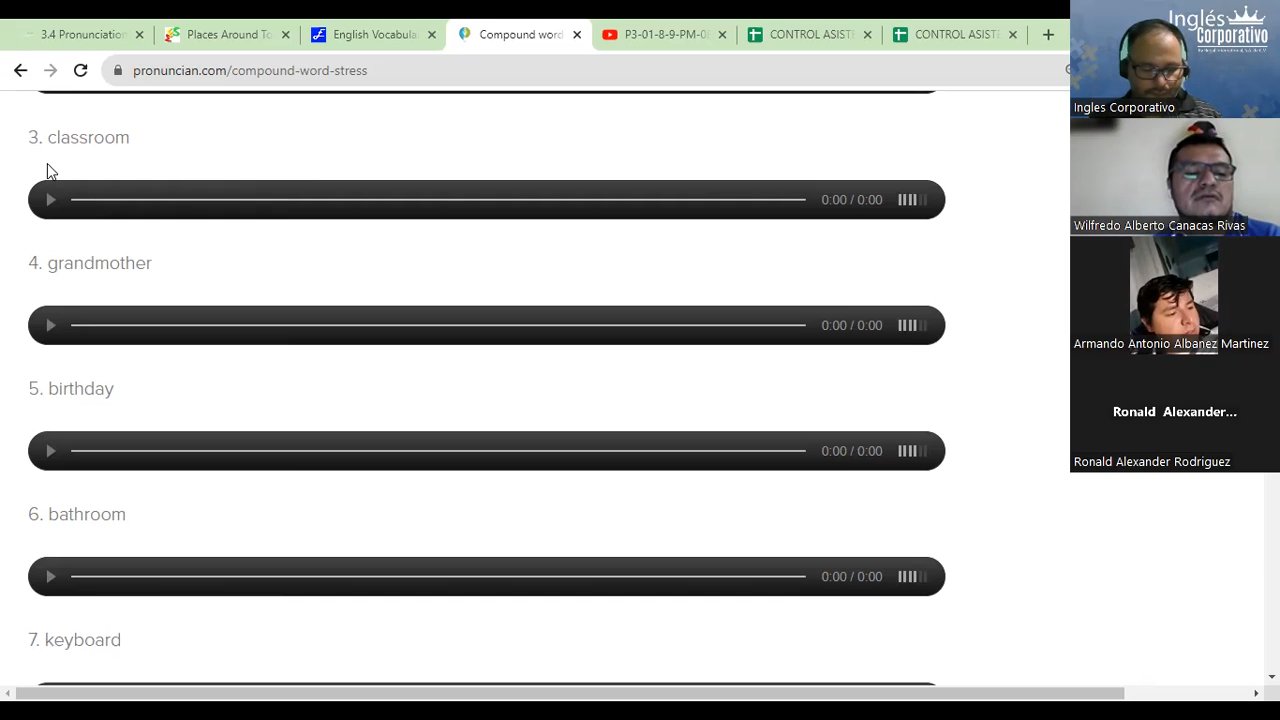 3.4 Pronunciation
Places Around To
English Vocabula
Compound word
P3-01-8-9-PM-08
CONTROL ASIST
CONTROL ASIST
pronuncian.com/compound-word-stress
3. classroom
0:00 / 0:00
4. grandmother
0:00 / 0:00
5. birthday
0:00 / 0:00
6. bathroom
0:00 / 0:00
7. keyboard
Inglés
Corporativo
Ingles Corporativo
Wilfredo Alberto Canacas Rivas
Armando Antonio Albanez Martinez
Ronald Alexander...
Ronald Alexander Rodriguez